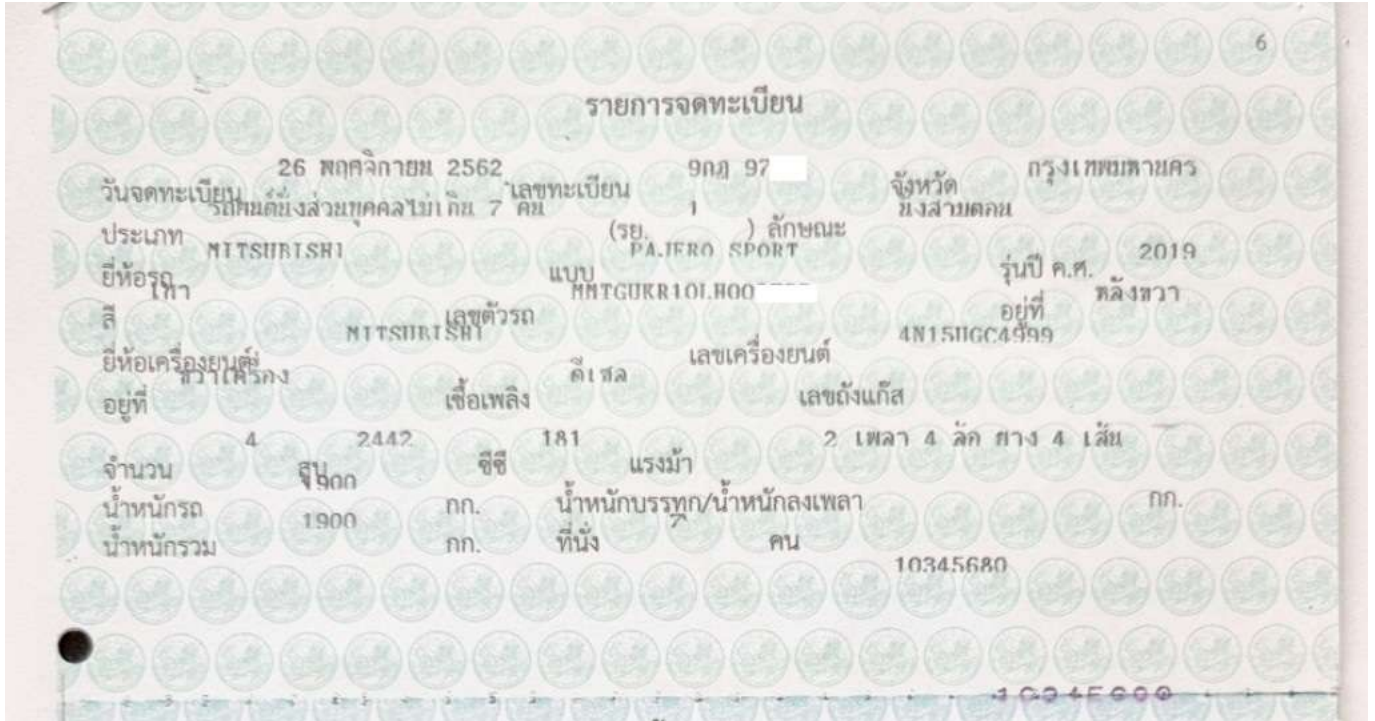 6
รายการจดทะเบียน
26 พฤศจิกายน 2562 9กฎ 97 กรุงเทพมหานคร
วันจดทะเบียน เลขทะเบียน จังหวัด
รถยนต์นั่งส่วนบุคคลไม่เกิน 7 คน 1 นั่งสามตอน
ประเภท (รย. ) ลักษณะ
MITSUBISHI PAJERO SPORT 2019
ยี่ห้อรถ แบบ รุ่นปี ค.ศ.
เทา MMTGUKR10LH00 หลังขวา
สี เลขตัวรถ อยู่ที่
MITSUBISHI 4N15UGC4999
ยี่ห้อเครื่องยนต์ เลขเครื่องยนต์
ขวาเครื่อง ดีเซล
อยู่ที่ เชื้อเพลิง เลขถังแก๊ส
4 2442 181 2 เพลา 4 ล้อ ยาง 4 เส้น
จำนวน สูบ ซีซี แรงม้า
1900
น้ำหนักรถ กก. น้ำหนักบรรทุก/น้ำหนักลงเพลา กก.
1900 7
น้ำหนักรวม กก. ที่นั่ง คน
10345680